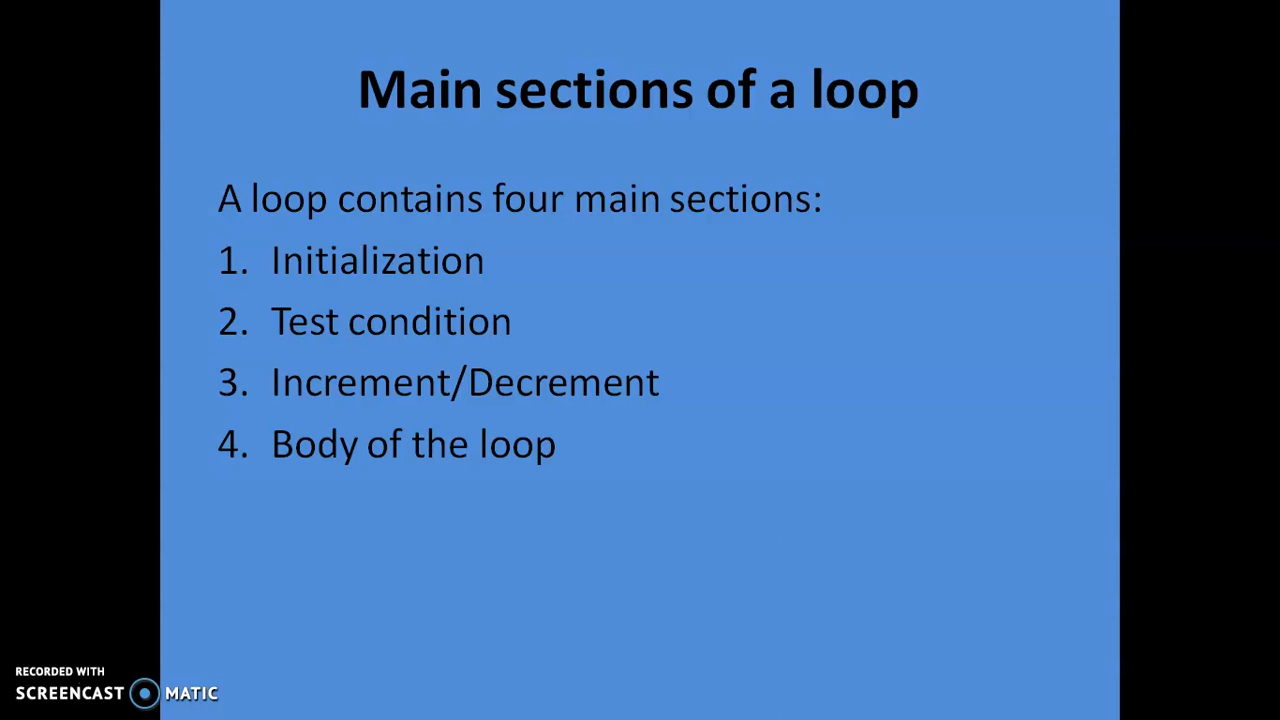 Main sections of a loop
A loop contains four main sections:
1. Initialization
2. Test condition
3. Increment/Decrement
4. Body of the loop
RECORDED WITH
SCREENCAST MATIC